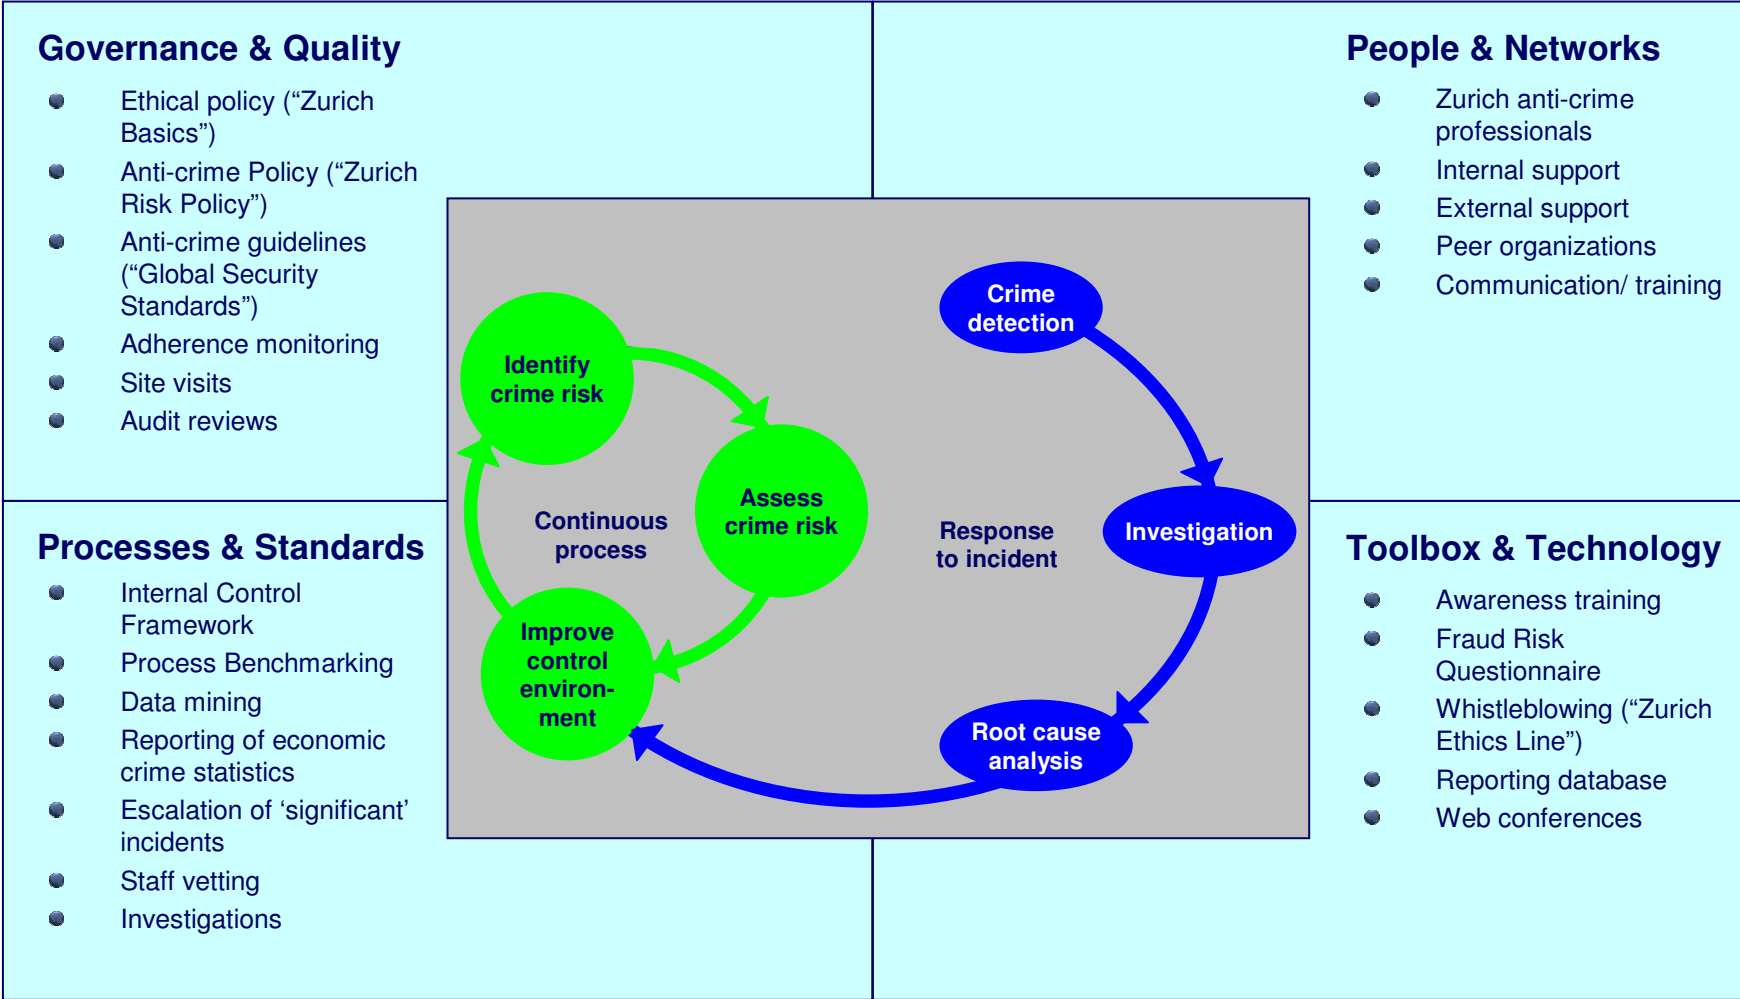 Governance & Quality
Ethical policy (“Zurich
Basics”)
Anti-crime Policy (“Zurich
Risk Policy”)
Anti-crime guidelines
(“Global Security
Standards”)
Adherence monitoring
Site visits
Audit reviews
People & Networks
Zurich anti-crime
professionals
Internal support
External support
Peer organizations
Communication/ training
Identify
crime risk
Assess
crime risk
Improve
control
environ-
ment
Continuous
process
Crime
detection
Investigation
Root cause
analysis
Response
to incident
Processes & Standards
Internal Control
Framework
Process Benchmarking
Data mining
Reporting of economic
crime statistics
Escalation of ‘significant’
incidents
Staff vetting
Investigations
Toolbox & Technology
Awareness training
Fraud Risk
Questionnaire
Whistleblowing (“Zurich
Ethics Line”)
Reporting database
Web conferences